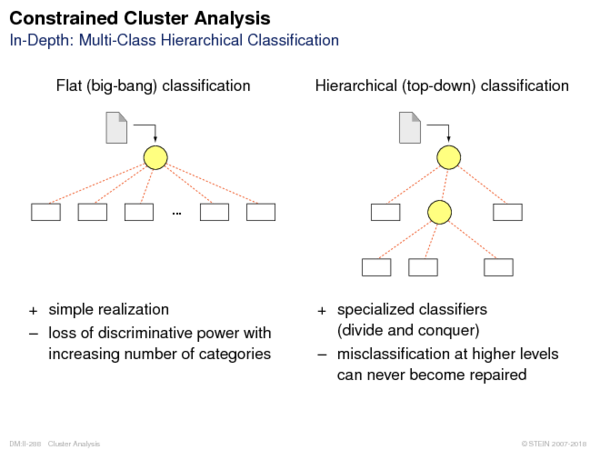 Constrained Cluster Analysis
In-Depth: Multi-Class Hierarchical Classification
Flat (big-bang) classification
...
+ simple realization
– loss of discriminative power with
increasing number of categories
Hierarchical (top-down) classification
+ specialized classifiers
(divide and conquer)
– misclassification at higher levels
can never become repaired
DM:II-288 Cluster Analysis
© STEIN 2007-2018